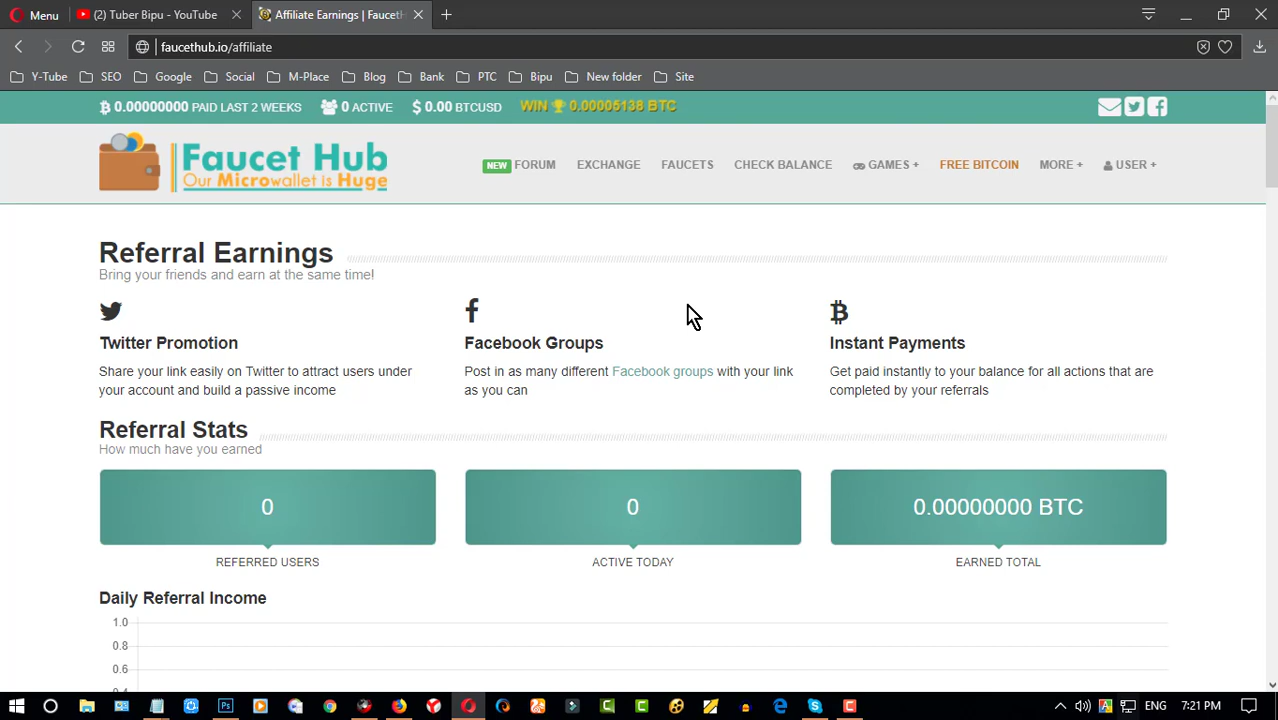 Menu
(2) Tuber Bipu - YouTube
Affiliate Earnings | FaucetH
faucethub.io/affiliate
Y-Tube SEO Google Social M-Place Blog Bank PTC Bipu New folder Site
0.00000000 PAID LAST 2 WEEKS 0 ACTIVE $ 0.00 BTCUSD WIN 0.00005138 BTC
Faucet Hub
Our Microwallet is Huge
NEW FORUM EXCHANGE FAUCETS CHECK BALANCE GAMES + FREE BITCOIN MORE + USER +
Referral Earnings
Bring your friends and earn at the same time!
Twitter Promotion
Share your link easily on Twitter to attract users under
your account and build a passive income
Facebook Groups
Post in as many different Facebook groups with your link
as you can
Instant Payments
Get paid instantly to your balance for all actions that are
completed by your referrals
Referral Stats
How much have you earned
0
REFERRED USERS
0
ACTIVE TODAY
0.00000000 BTC
EARNED TOTAL
Daily Referral Income
1.0
0.8
0.6
ENG 7:21 PM